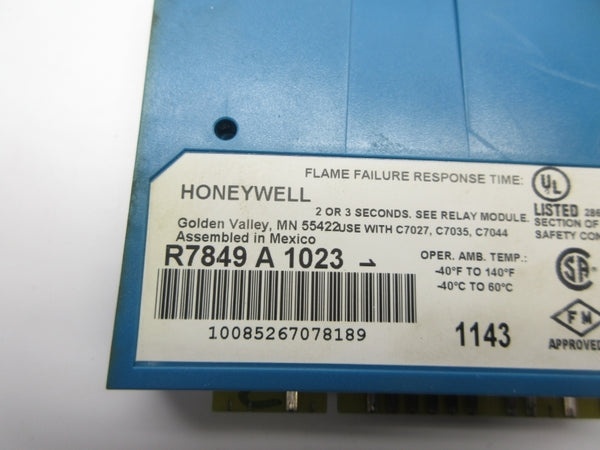 FLAME FAILURE RESPONSE TIME:
HONEYWELL
2 OR 3 SECONDS. SEE RELAY MODULE.
Golden Valley, MN 55422
USE WITH C7027, C7035, C7044
Assembled in Mexico
R7849 A 1023
OPER. AMB. TEMP.:
-40°F TO 140°F
-40°C TO 60°C
10085267078189
1143
UL
LISTED 286
SECTION OF
SAFETY CON
SA
FM
APPROVED